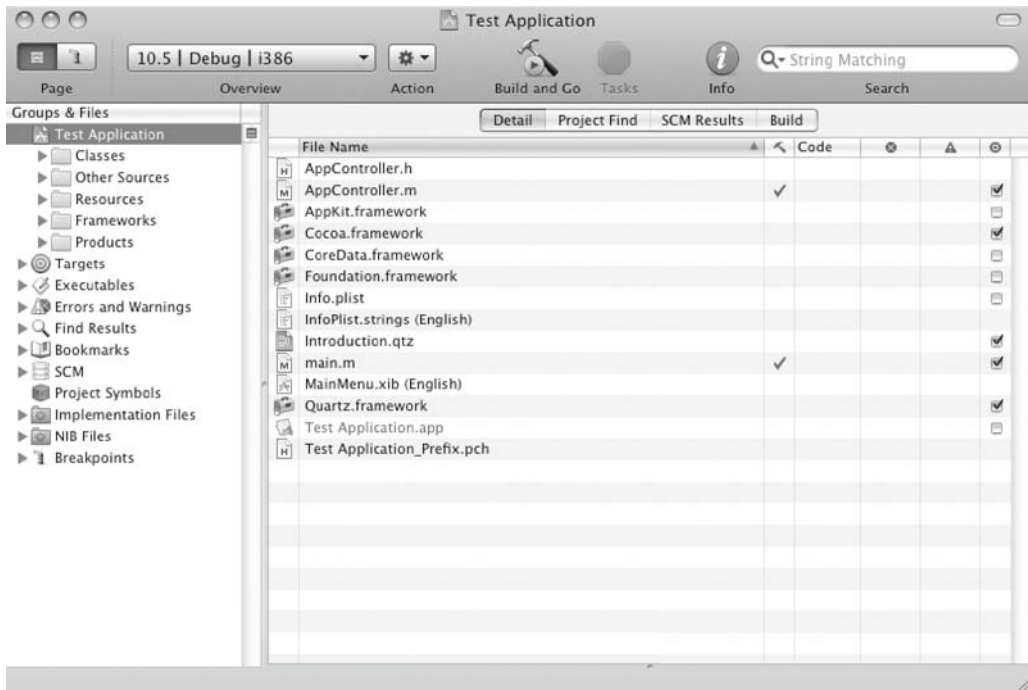 Test Application
10.5 | Debug | i386
String Matching
Page
Overview
Action
Build and Go
Tasks
Info
Search
Groups & Files
Test Application
Classes
Other Sources
Resources
Frameworks
Products
Targets
Executables
Errors and Warnings
Find Results
Bookmarks
SCM
Project Symbols
Implementation Files
NIB Files
Breakpoints
Detail
Project Find
SCM Results
Build
File Name
Code
AppController.h
AppController.m
AppKit.framework
Cocoa.framework
CoreData.framework
Foundation.framework
Info.plist
InfoPlist.strings (English)
Introduction.qtz
main.m
MainMenu.xib (English)
Quartz.framework
Test Application.app
Test Application_Prefix.pch